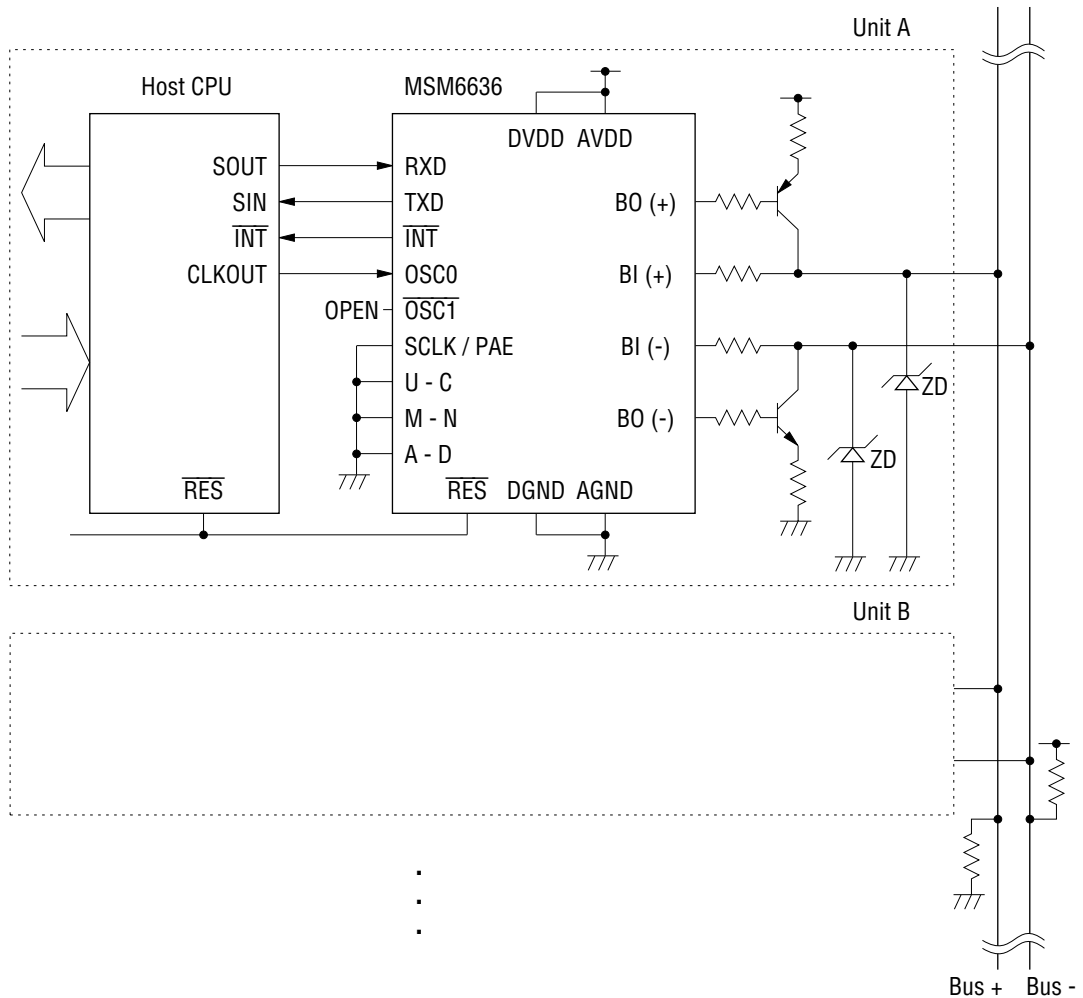 Unit A
Host CPU
MSM6636
DVDD AVDD
SOUT
RXD
SIN
TXD
BO (+)
INT
INT
CLKOUT
OSC0
BI (+)
OPEN
OSC1
SCLK / PAE
BI (-)
U - C
ZD
M - N
BO (-)
A - D
ZD
RES
RES
DGND AGND
Unit B
.
.
.
Bus +
Bus -